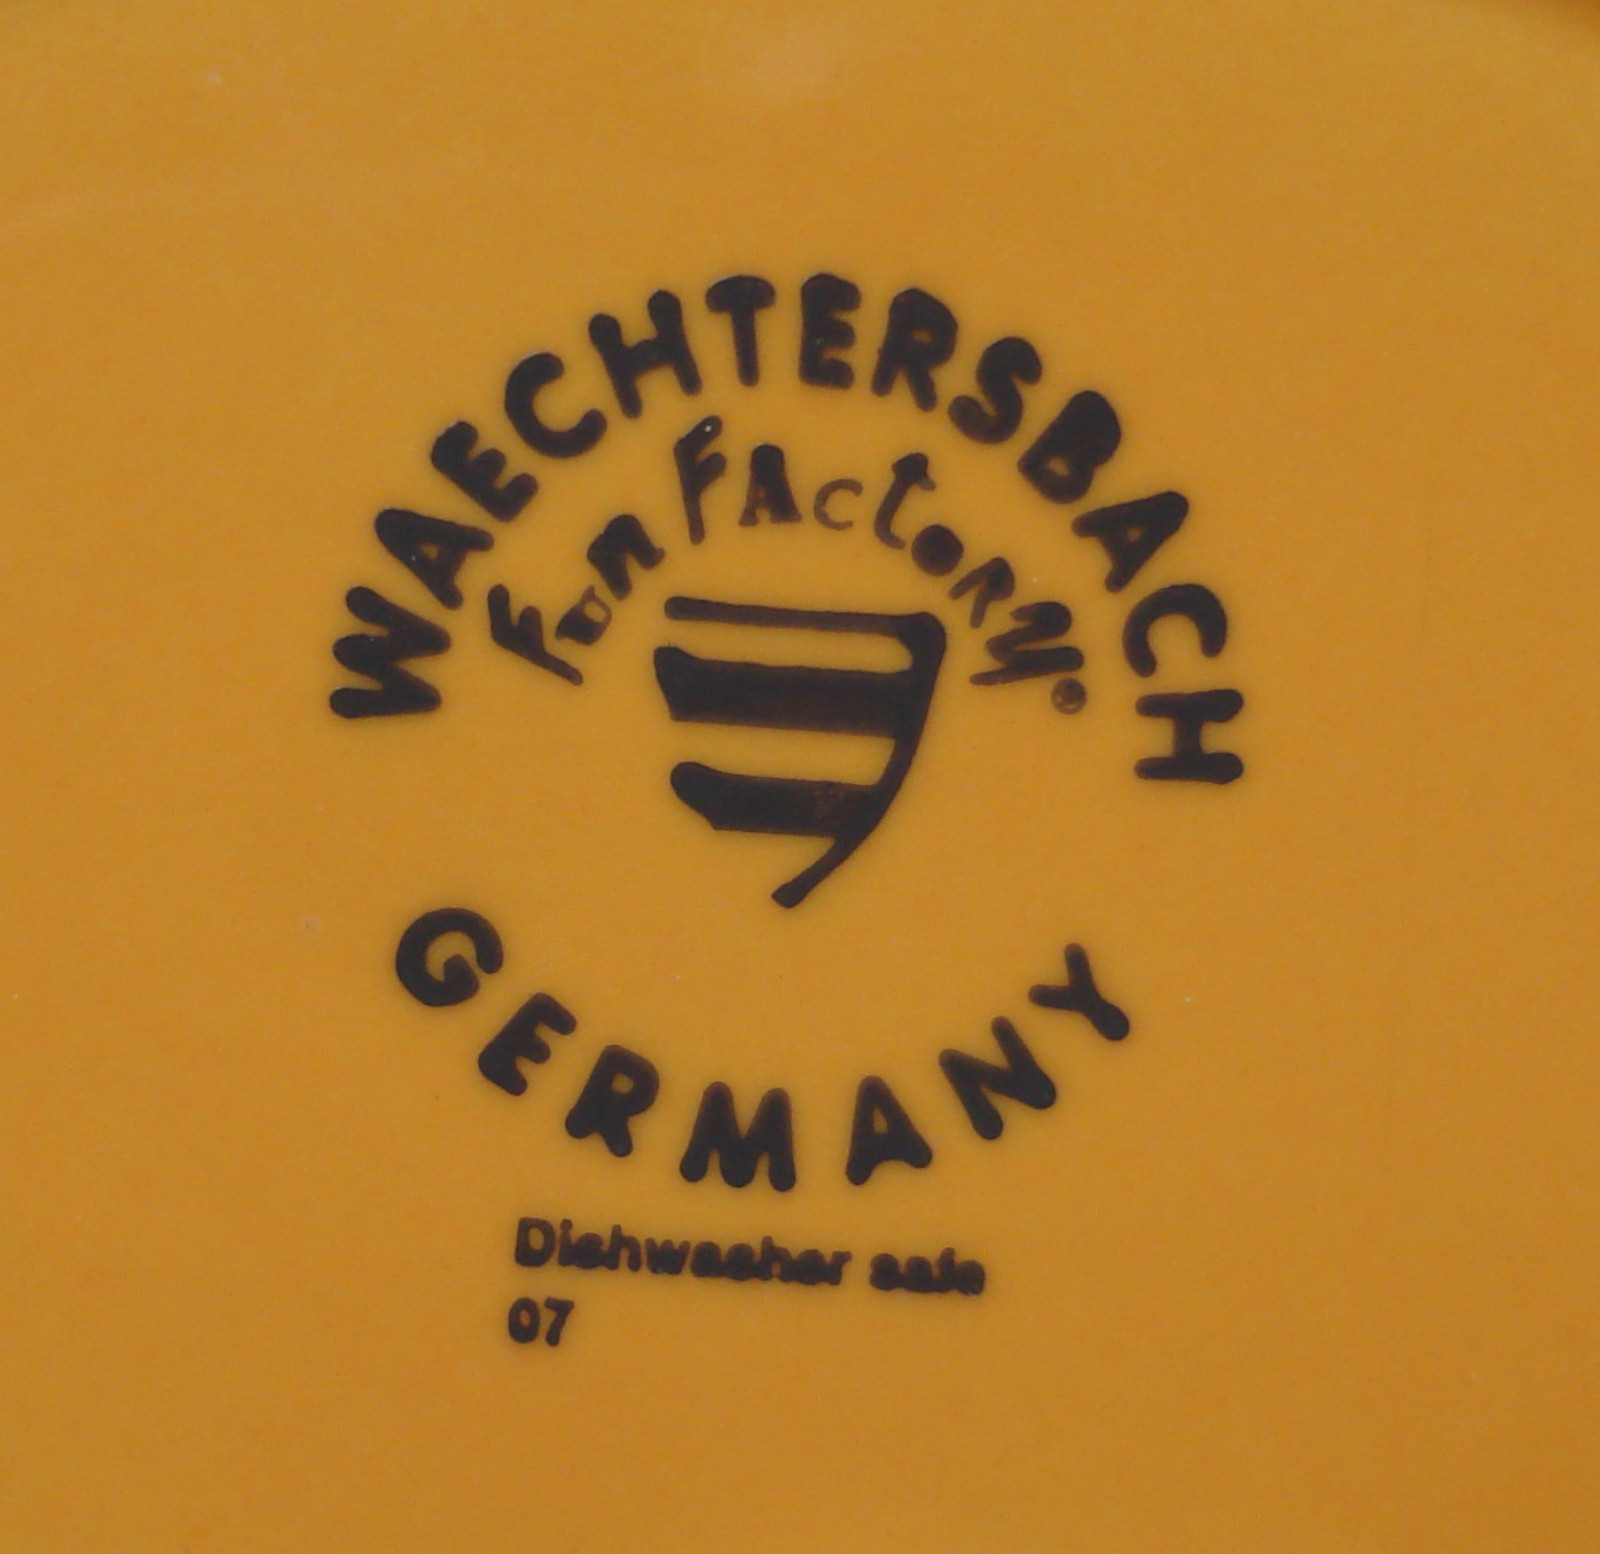 WAECHTERSBACH
Fun FActory®
GERMANY
Dishwasher safe
07